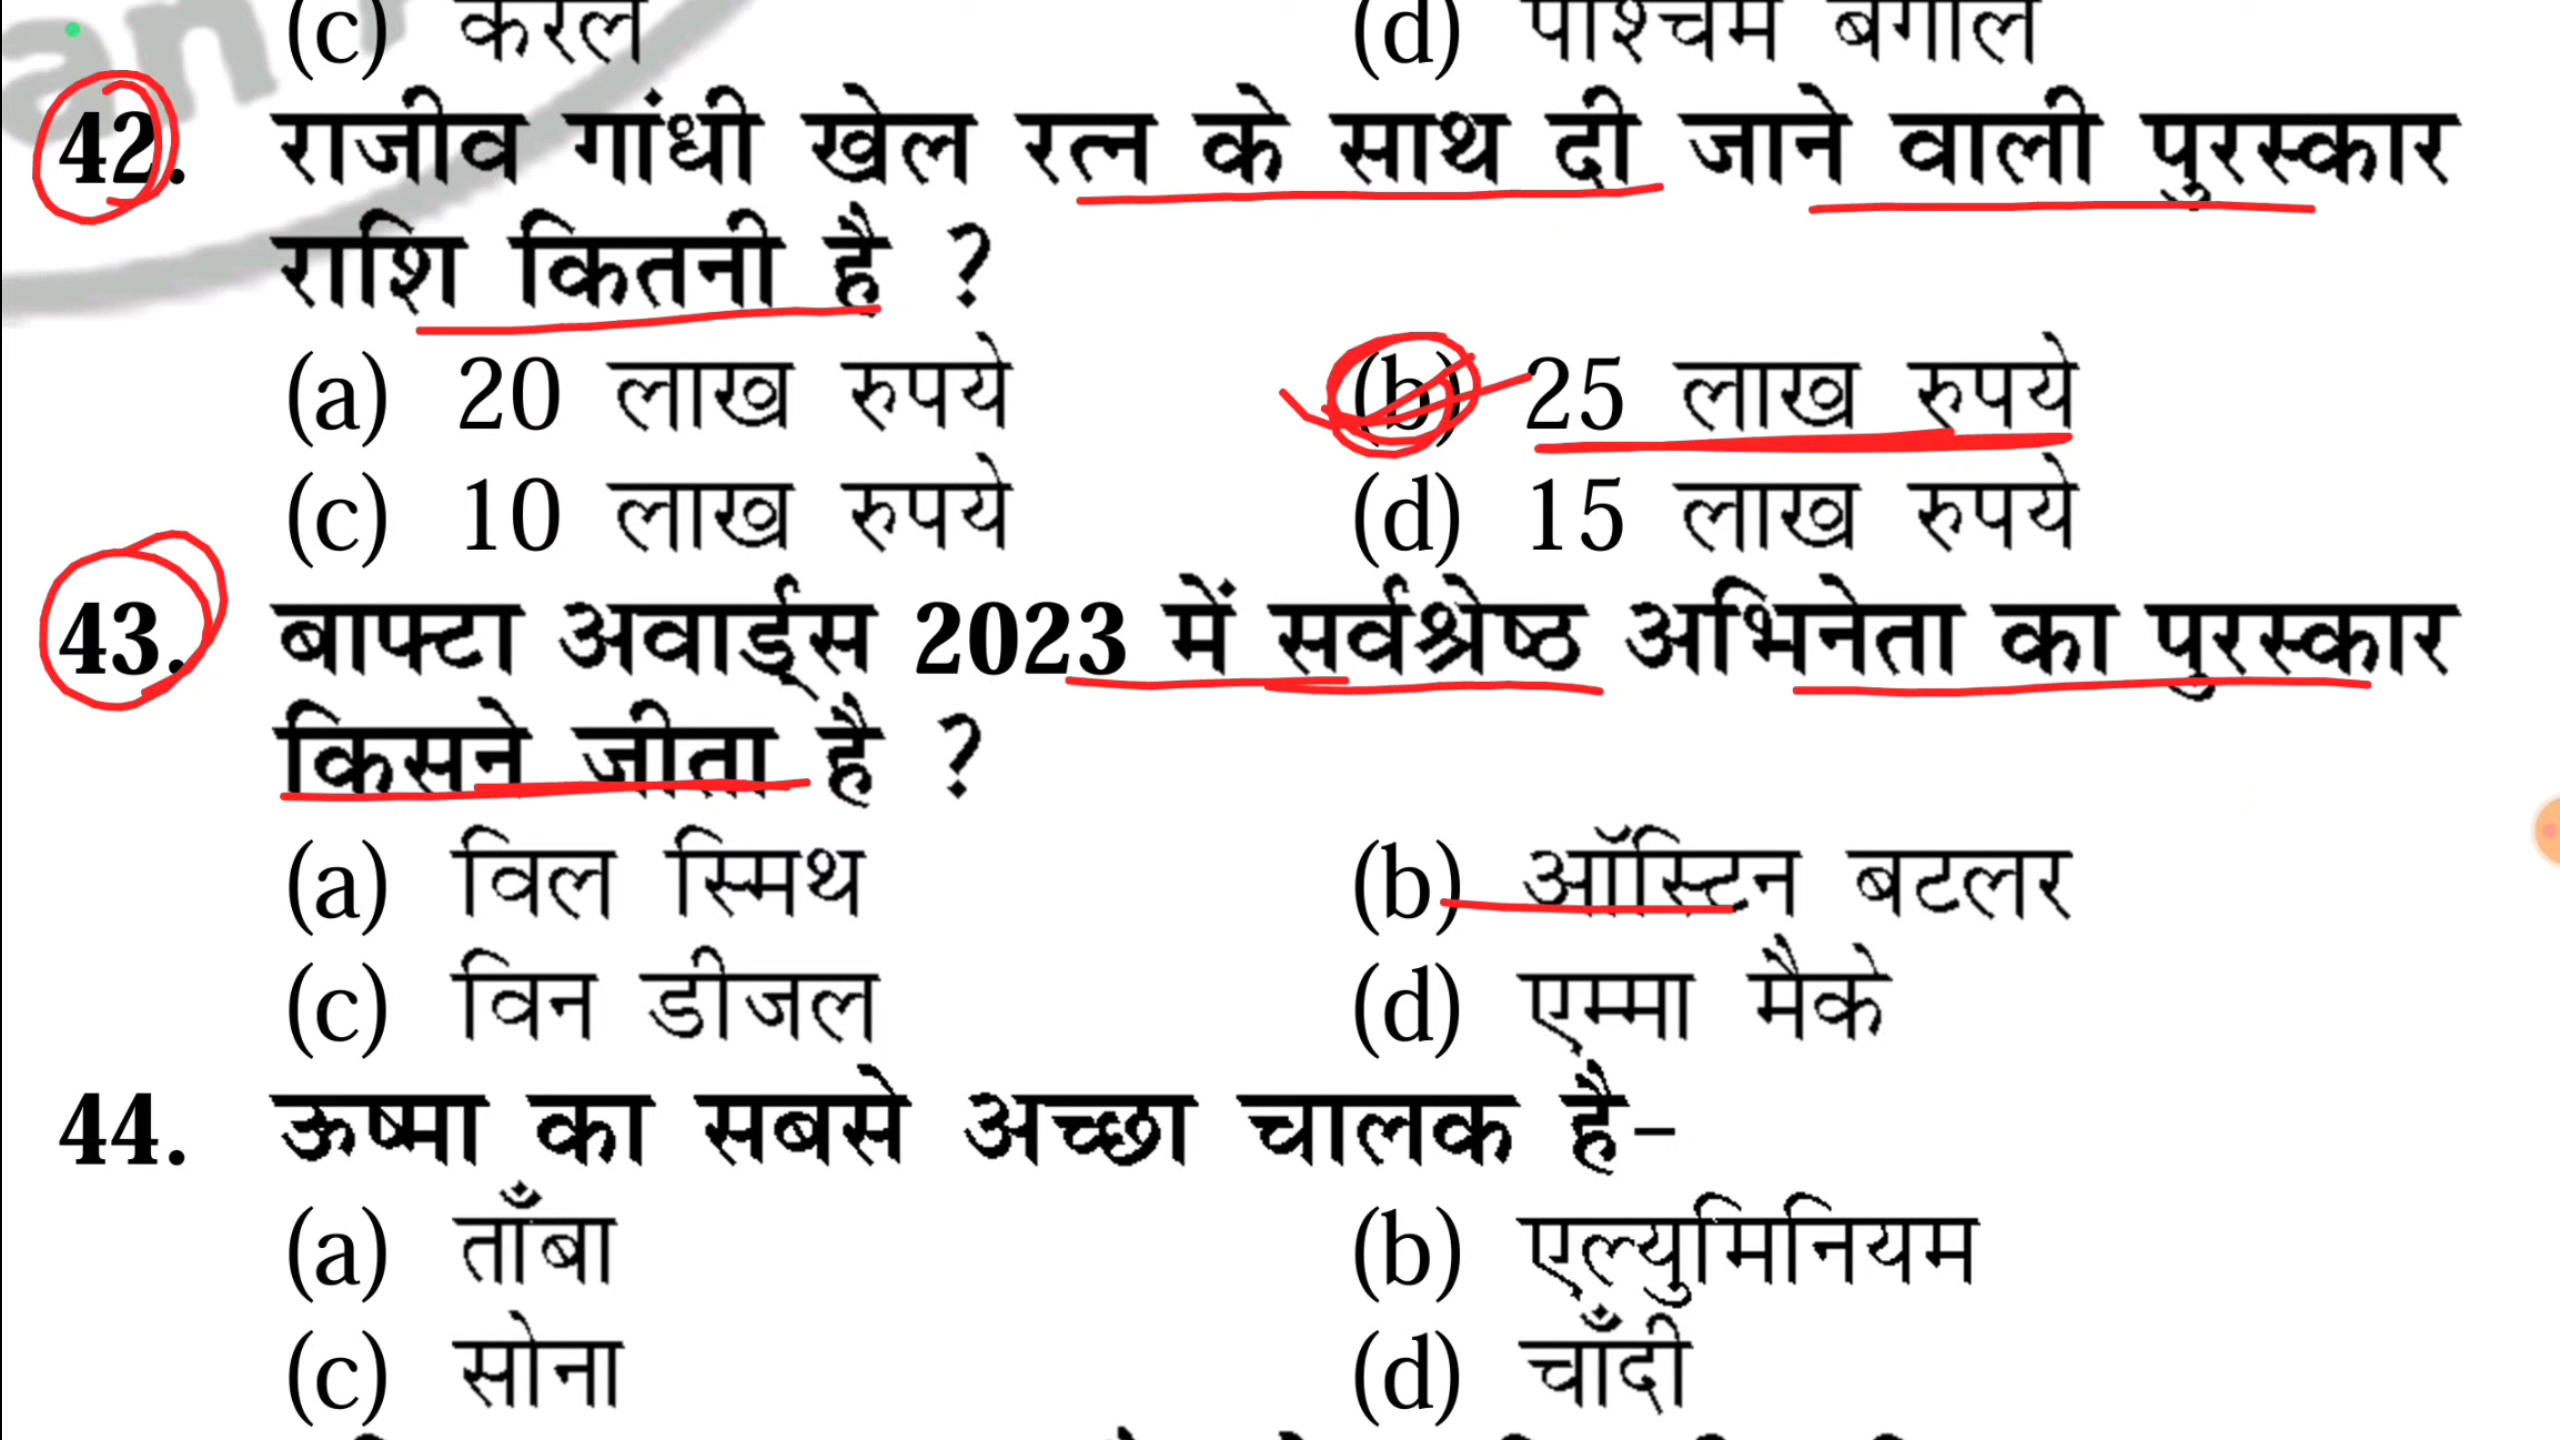 (c) केरल (d) पश्चिम बंगाल
42. राजीव गांधी खेल रत्न के साथ दी जाने वाली पुरस्कार
राशि कितनी है ?
(a) 20 लाख रुपये (b) 25 लाख रुपये
(c) 10 लाख रुपये (d) 15 लाख रुपये
43. बाफ्टा अवार्ड्स 2023 में सर्वश्रेष्ठ अभिनेता का पुरस्कार
किसने जीता है ?
(a) विल स्मिथ (b) ऑस्टिन बटलर
(c) विन डीजल (d) एम्मा मैके
44. ऊष्मा का सबसे अच्छा चालक है–
(a) ताँबा (b) एल्युमिनियम
(c) सोना (d) चाँदी